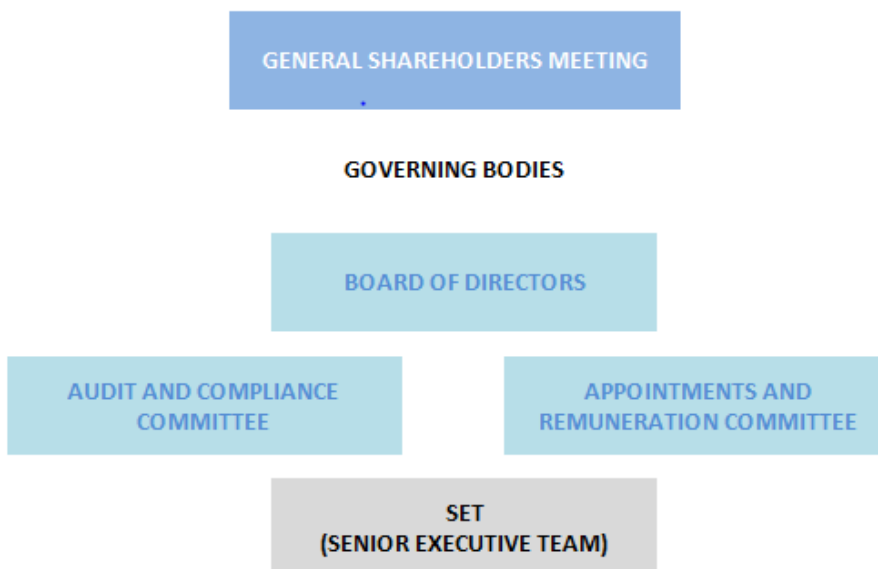 GENERAL SHAREHOLDERS MEETING
GOVERNING BODIES
BOARD OF DIRECTORS
AUDIT AND COMPLIANCE
COMMITTEE
APPOINTMENTS AND
REMUNERATION COMMITTEE
SET
(SENIOR EXECUTIVE TEAM)